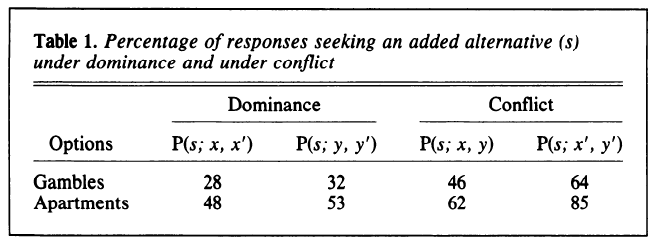 Table 1. Percentage of responses seeking an added alternative (s)
under dominance and under conflict
Dominance Conflict
Options P(s; x, x') P(s; y, y') P(s; x, y) P(s; x', y')
Gambles 28 32 46 64
Apartments 48 53 62 85